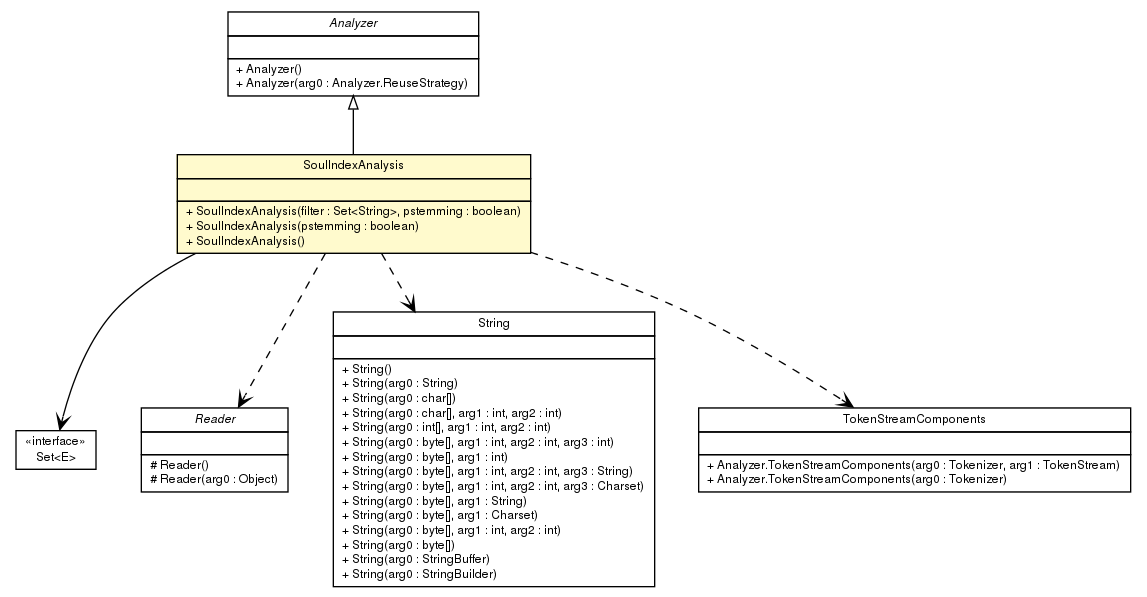 Analyzer
+ Analyzer()
+ Analyzer(arg0 : Analyzer.ReuseStrategy)
SoulIndexAnalysis
+ SoulIndexAnalysis(filter : Set<String>, pstemming : boolean)
+ SoulIndexAnalysis(pstemming : boolean)
+ SoulIndexAnalysis()
«interface»
Set<E>
Reader
# Reader()
# Reader(arg0 : Object)
String
+ String()
+ String(arg0 : String)
+ String(arg0 : char[])
+ String(arg0 : char[], arg1 : int, arg2 : int)
+ String(arg0 : int[], arg1 : int, arg2 : int)
+ String(arg0 : byte[], arg1 : int, arg2 : int, arg3 : int)
+ String(arg0 : byte[], arg1 : int)
+ String(arg0 : byte[], arg1 : int, arg2 : int, arg3 : String)
+ String(arg0 : byte[], arg1 : int, arg2 : int, arg3 : Charset)
+ String(arg0 : byte[], arg1 : String)
+ String(arg0 : byte[], arg1 : Charset)
+ String(arg0 : byte[], arg1 : int, arg2 : int)
+ String(arg0 : byte[])
+ String(arg0 : StringBuffer)
+ String(arg0 : StringBuilder)
TokenStreamComponents
+ Analyzer.TokenStreamComponents(arg0 : Tokenizer, arg1 : TokenStream)
+ Analyzer.TokenStreamComponents(arg0 : Tokenizer)